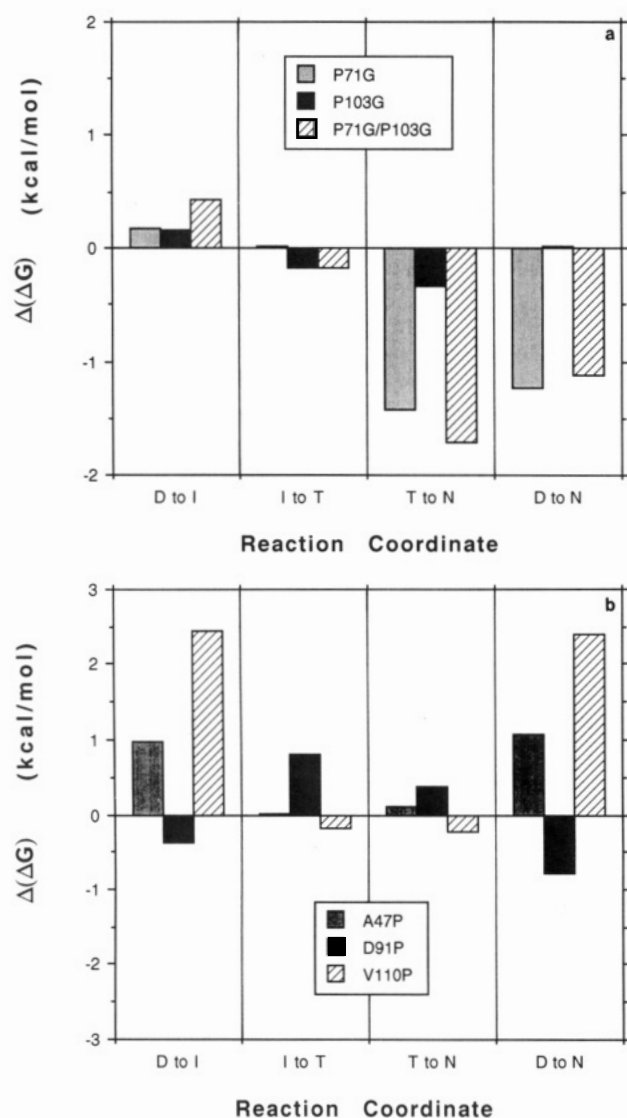 a
2
1
0
-1
-2
Δ(ΔG) (kcal/mol)
P71G
P103G
P71G/P103G
D to I I to T T to N D to N
Reaction Coordinate
b
3
2
1
0
-1
-2
-3
Δ(ΔG) (kcal/mol)
A47P
D91P
V110P
D to I I to T T to N D to N
Reaction Coordinate